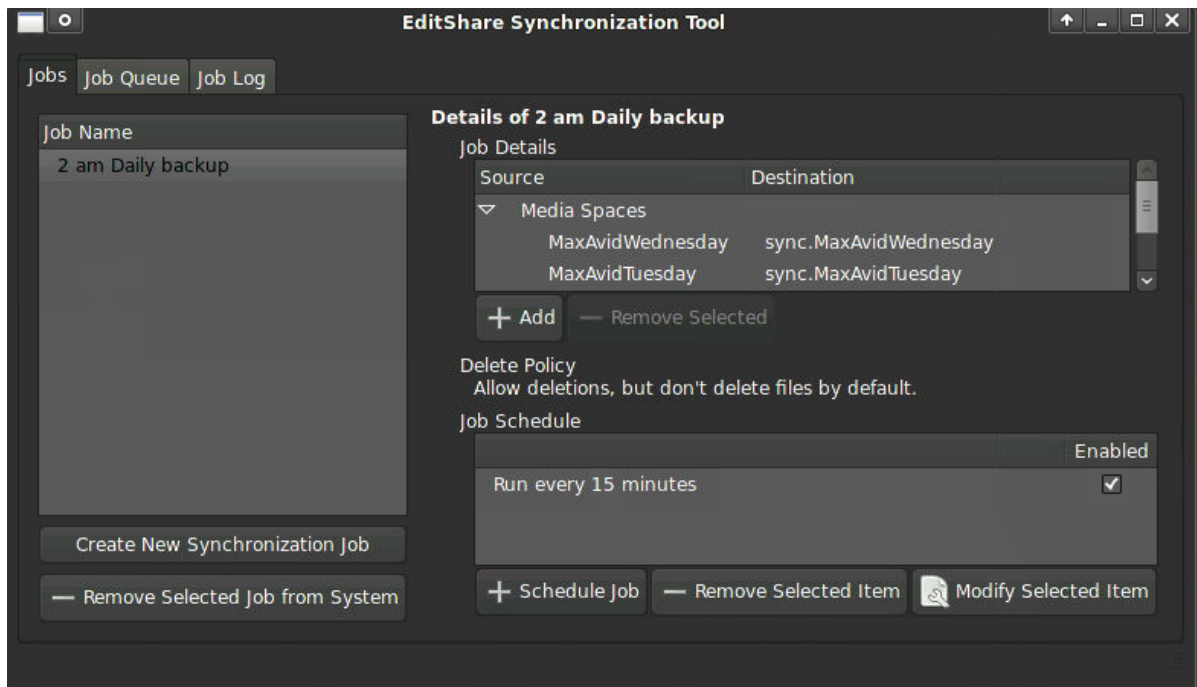 EditShare Synchronization Tool
Jobs
Job Queue
Job Log
Job Name
2 am Daily backup
Create New Synchronization Job
Remove Selected Job from System
Details of 2 am Daily backup
Job Details
Source Destination
Media Spaces
MaxAvidWednesday sync.MaxAvidWednesday
MaxAvidTuesday sync.MaxAvidTuesday
Add
Remove Selected
Delete Policy
Allow deletions, but don't delete files by default.
Job Schedule
Enabled
Run every 15 minutes
Schedule Job
Remove Selected Item
Modify Selected Item